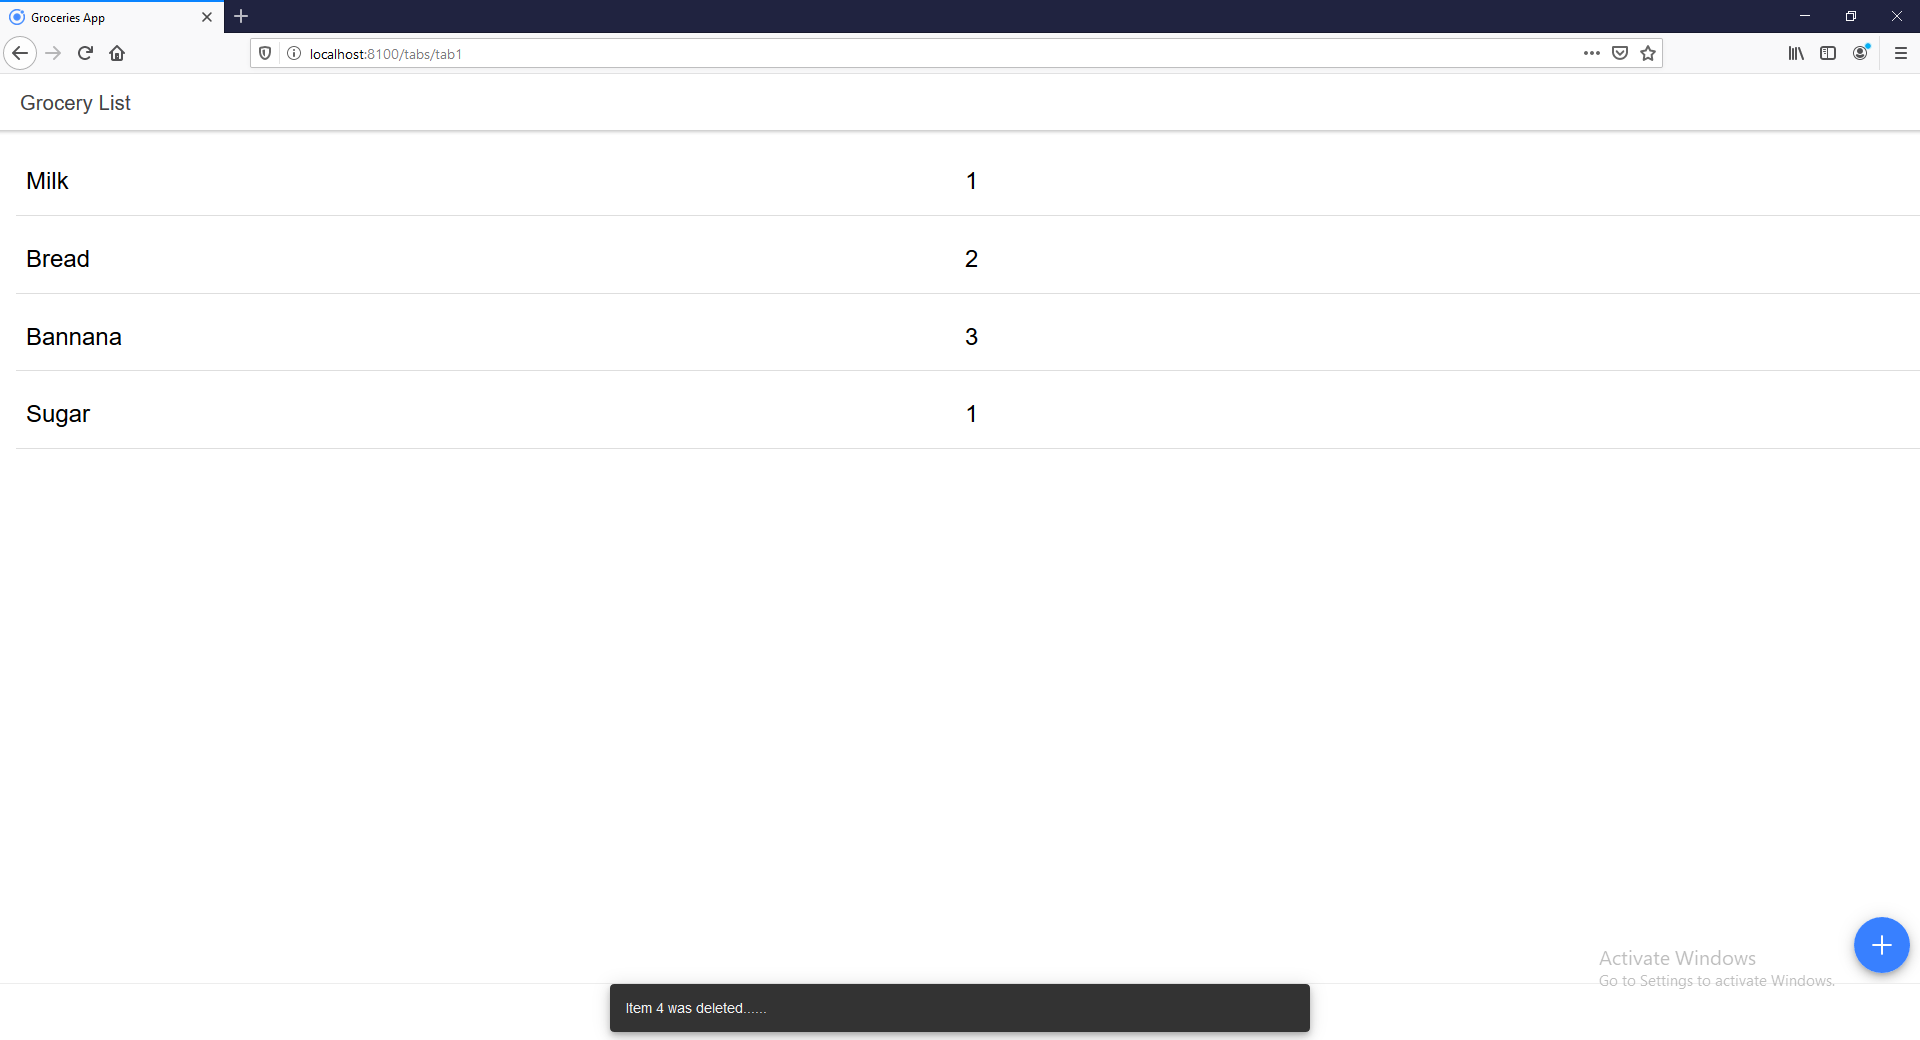 Groceries App
localhost:8100/tabs/tab1
Grocery List
Milk 1
Bread 2
Bannana 3
Sugar 1
Activate Windows
Go to Settings to activate Windows.
Item 4 was deleted......